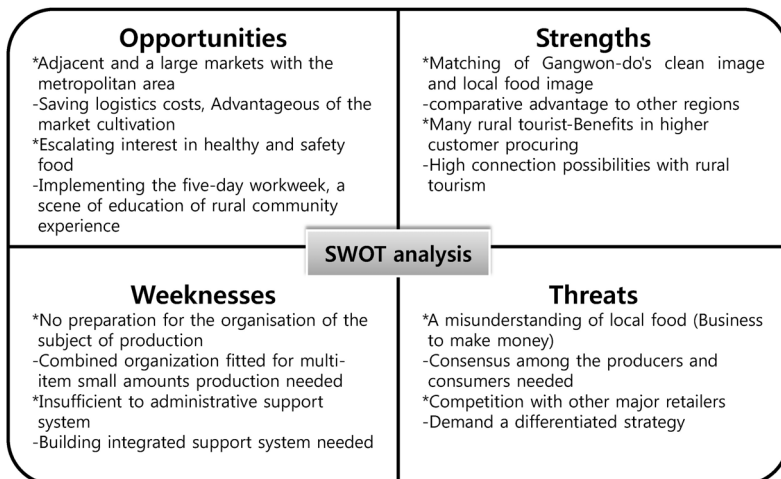 Opportunities
*Adjacent and a large markets with the
metropolitan area
-Saving logistics costs, Advantageous of the
market cultivation
*Escalating interest in healthy and safety
food
-Implementing the five-day workweek, a
scene of education of rural community
experience
Strengths
*Matching of Gangwon-do's clean image
and local food image
-comparative advantage to other regions
*Many rural tourist-Benefits in higher
customer procuring
-High connection possibilities with rural
tourism
SWOT analysis
Weeknesses
*No preparation for the organisation of the
subject of production
-Combined organization fitted for multi-
item small amounts production needed
*Insufficient to administrative support
system
-Building integrated support system needed
Threats
*A misunderstanding of local food (Business
to make money)
-Consensus among the producers and
consumers needed
*Competition with other major retailers
-Demand a differentiated strategy